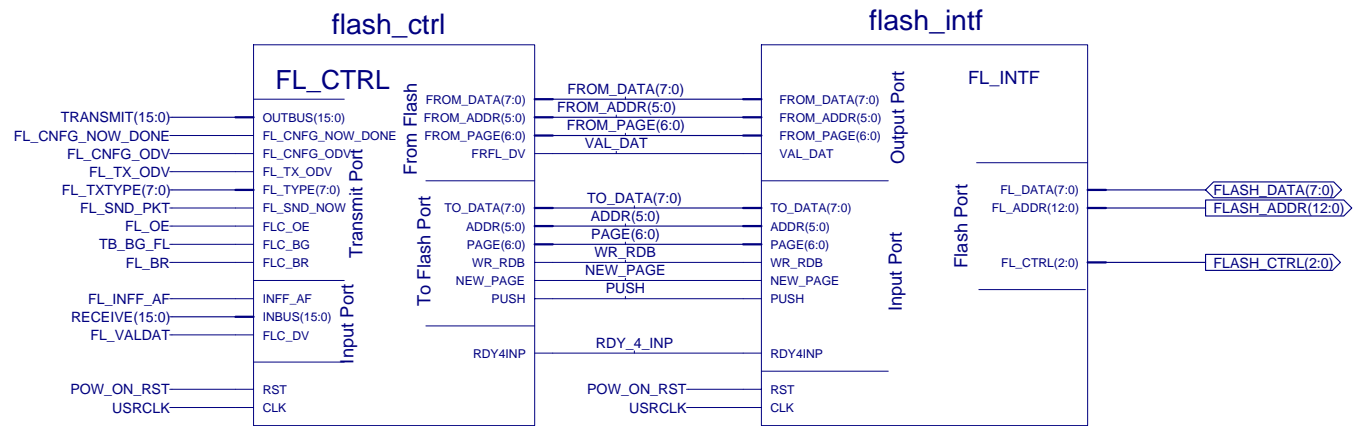 flash_ctrl
flash_intf
FL_CTRL
FL_INTF
TRANSMIT(15:0)
FL_CNFG_NOW_DONE
FL_CNFG_ODV
FL_TX_ODV
FL_TXTYPE(7:0)
FL_SND_PKT
FL_OE
TB_BG_FL
FL_BR
FL_INFF_AF
RECEIVE(15:0)
FL_VALDAT
POW_ON_RST
USRCLK
OUTBUS(15:0)
FL_CNFG_NOW_DONE
FL_CNFG_ODV
FL_TX_ODV
FL_TYPE(7:0)
FL_SND_NOW
FLC_OE
FLC_BG
FLC_BR
Transmit Port
INFF_AF
INBUS(15:0)
FLC_DV
Input Port
RST
CLK
From Flash
FROM_DATA(7:0)
FROM_ADDR(5:0)
FROM_PAGE(6:0)
FRFL_DV
To Flash Port
TO_DATA(7:0)
ADDR(5:0)
PAGE(6:0)
WR_RDB
NEW_PAGE
PUSH
RDY4INP
FROM_DATA(7:0)
FROM_ADDR(5:0)
FROM_PAGE(6:0)
VAL_DAT
TO_DATA(7:0)
ADDR(5:0)
PAGE(6:0)
WR_RDB
NEW_PAGE
PUSH
RDY_4_INP
POW_ON_RST
USRCLK
FROM_DATA(7:0)
FROM_ADDR(5:0)
FROM_PAGE(6:0)
VAL_DAT
Output Port
TO_DATA(7:0)
ADDR(5:0)
PAGE(6:0)
WR_RDB
NEW_PAGE
PUSH
Input Port
RDY4INP
RST
CLK
Flash Port
FL_DATA(7:0)
FL_ADDR(12:0)
FL_CTRL(2:0)
FLASH_DATA(7:0)
FLASH_ADDR(12:0)
FLASH_CTRL(2:0)